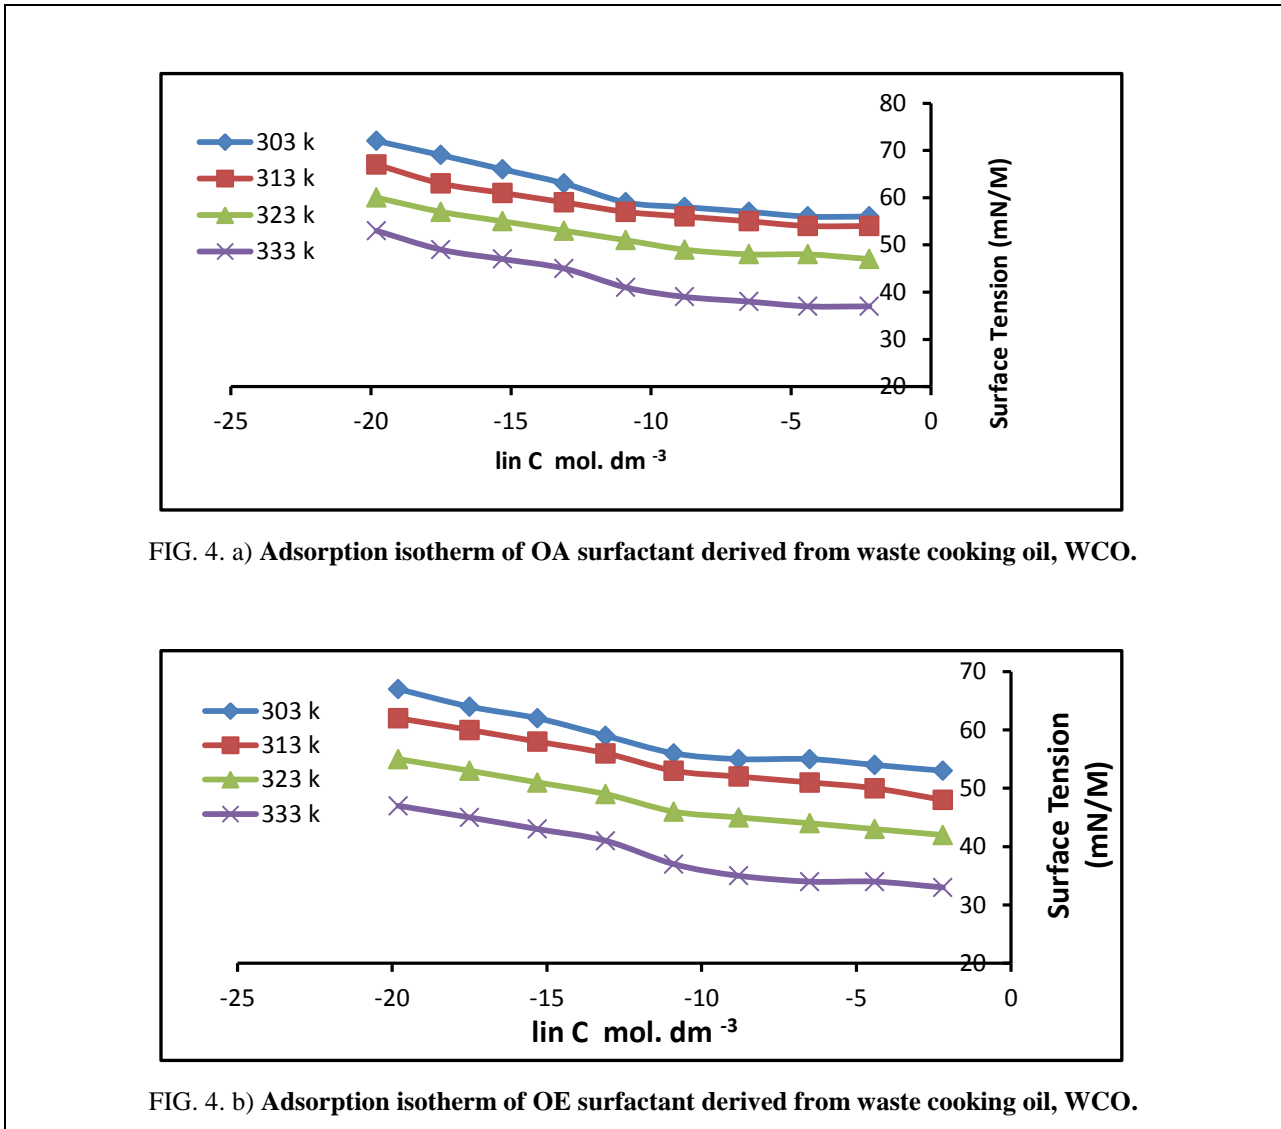 303 k
313 k
323 k
333 k
80
70
60
50
40
30
20
Surface Tension (mN/M)
-25 -20 -15 -10 -5 0
lin C mol. dm -3
FIG. 4. a) Adsorption isotherm of OA surfactant derived from waste cooking oil, WCO.
303 k
313 k
323 k
333 k
70
60
50
40
30
20
Surface Tension
(mN/M)
-25 -20 -15 -10 -5 0
lin C mol. dm -3
FIG. 4. b) Adsorption isotherm of OE surfactant derived from waste cooking oil, WCO.